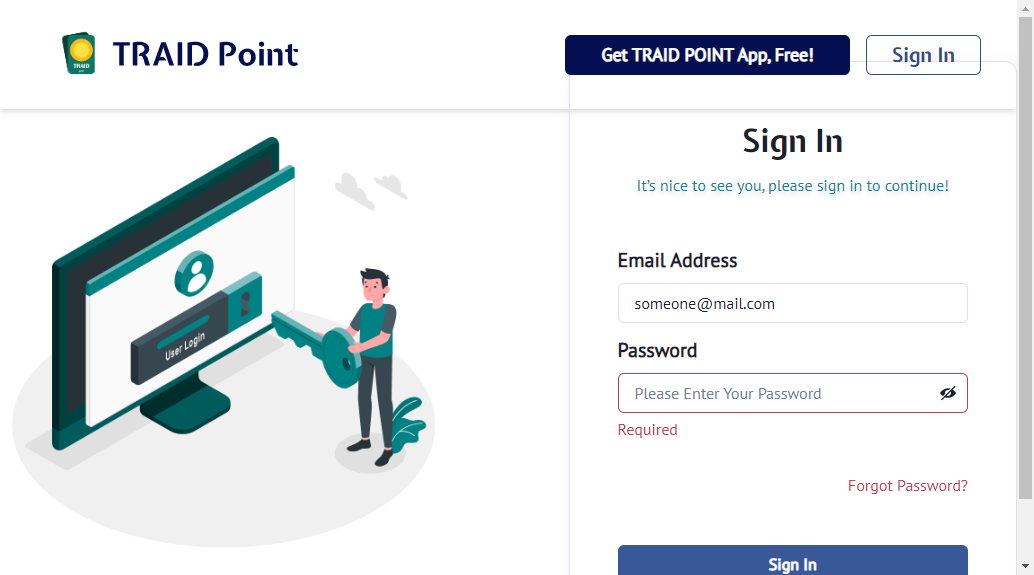 TRAID
TRAID Point
Get TRAID POINT App, Free!
Sign In
User Login
Sign In
It's nice to see you, please sign in to continue!
Email Address
someone@mail.com
Password
Please Enter Your Password
Required
Forgot Password?
Sign In